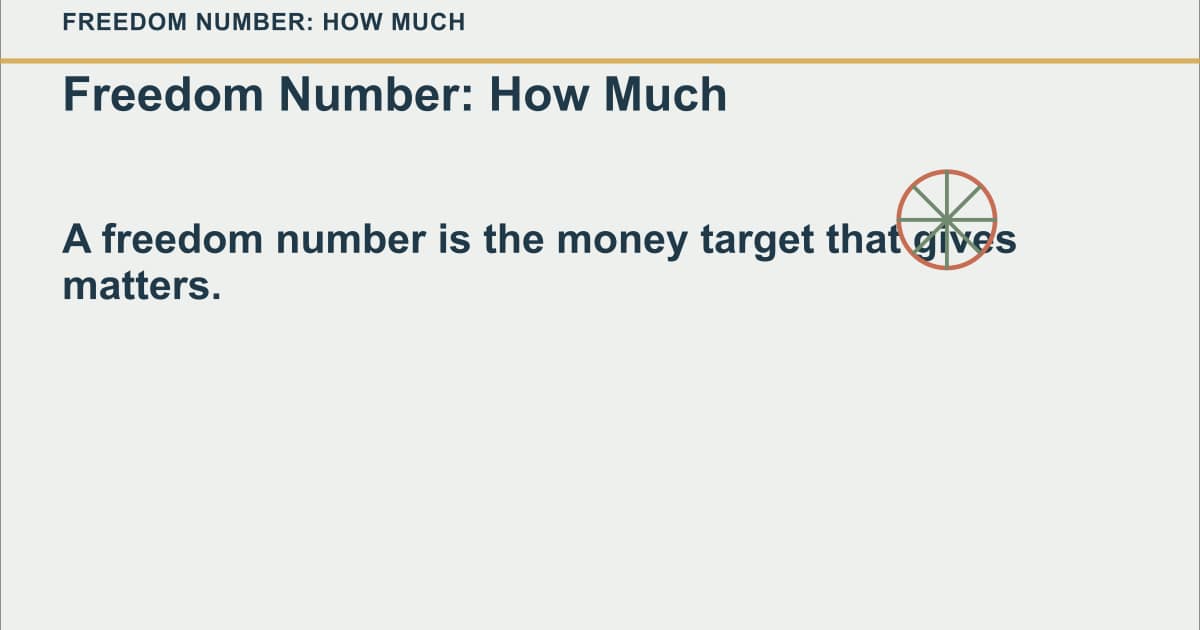 FREEDOM NUMBER: HOW MUCH
Freedom Number: How Much
A freedom number is the money target that gives
matters.